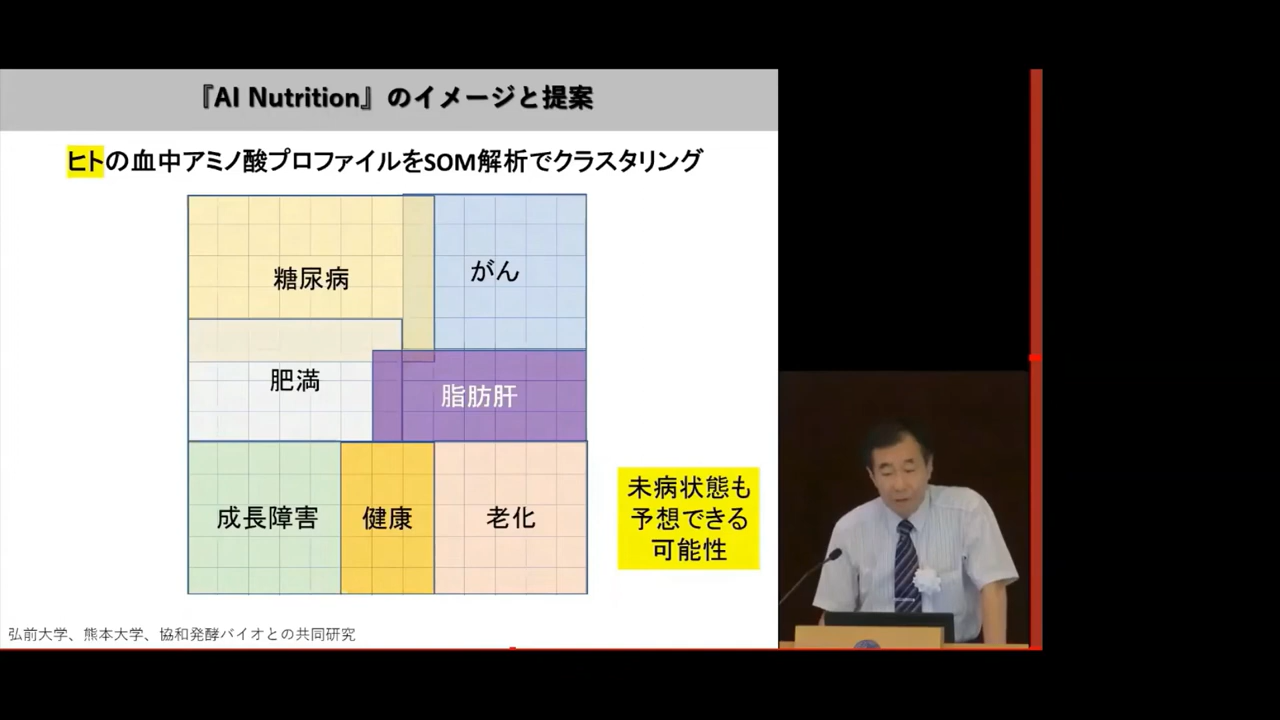 『AI Nutrition』のイメージと提案
ヒトの血中アミノ酸プロファイルをSOM解析でクラスタリング
糖尿病
がん
肥満
脂肪肝
成長障害
健康
老化
未病状態も
予想できる
可能性
弘前大学、熊本大学、協和発酵バイオとの共同研究